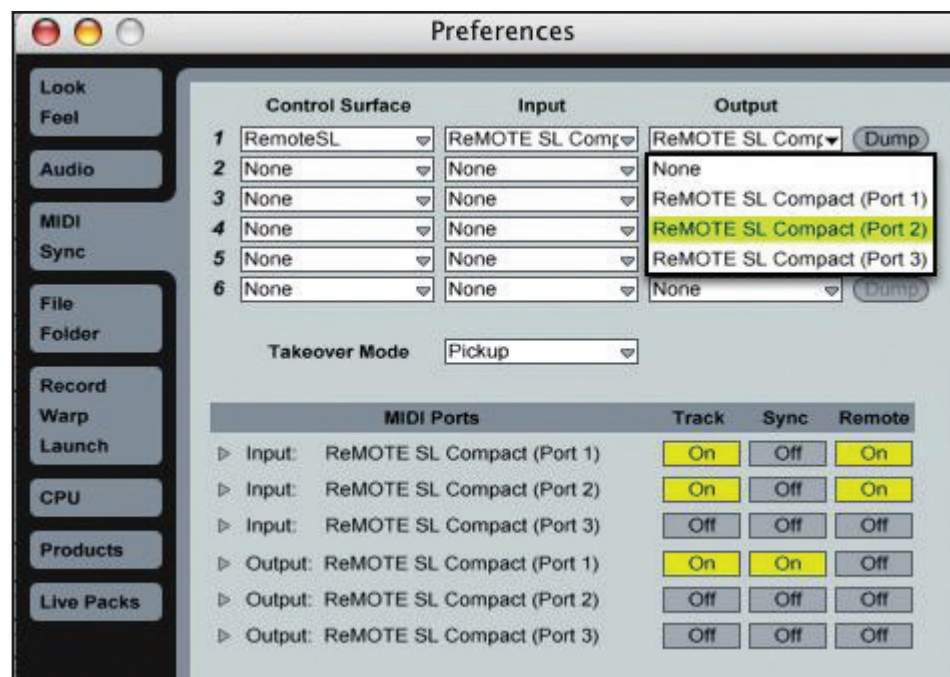 Preferences
Look
Feel
Audio
MIDI
Sync
File
Folder
Record
Warp
Launch
CPU
Products
Live Packs
Control Surface Input Output
1 RemoteSL ReMOTE SL Comp ReMOTE SL Comp Dump
2 None None None
3 None None ReMOTE SL Compact (Port 1)
4 None None ReMOTE SL Compact (Port 2)
5 None None ReMOTE SL Compact (Port 3)
6 None None None Dump
Takeover Mode Pickup
MIDI Ports Track Sync Remote
Input: ReMOTE SL Compact (Port 1) On Off On
Input: ReMOTE SL Compact (Port 2) On Off On
Input: ReMOTE SL Compact (Port 3) Off Off Off
Output: ReMOTE SL Compact (Port 1) On On Off
Output: ReMOTE SL Compact (Port 2) Off Off Off
Output: ReMOTE SL Compact (Port 3) Off Off Off